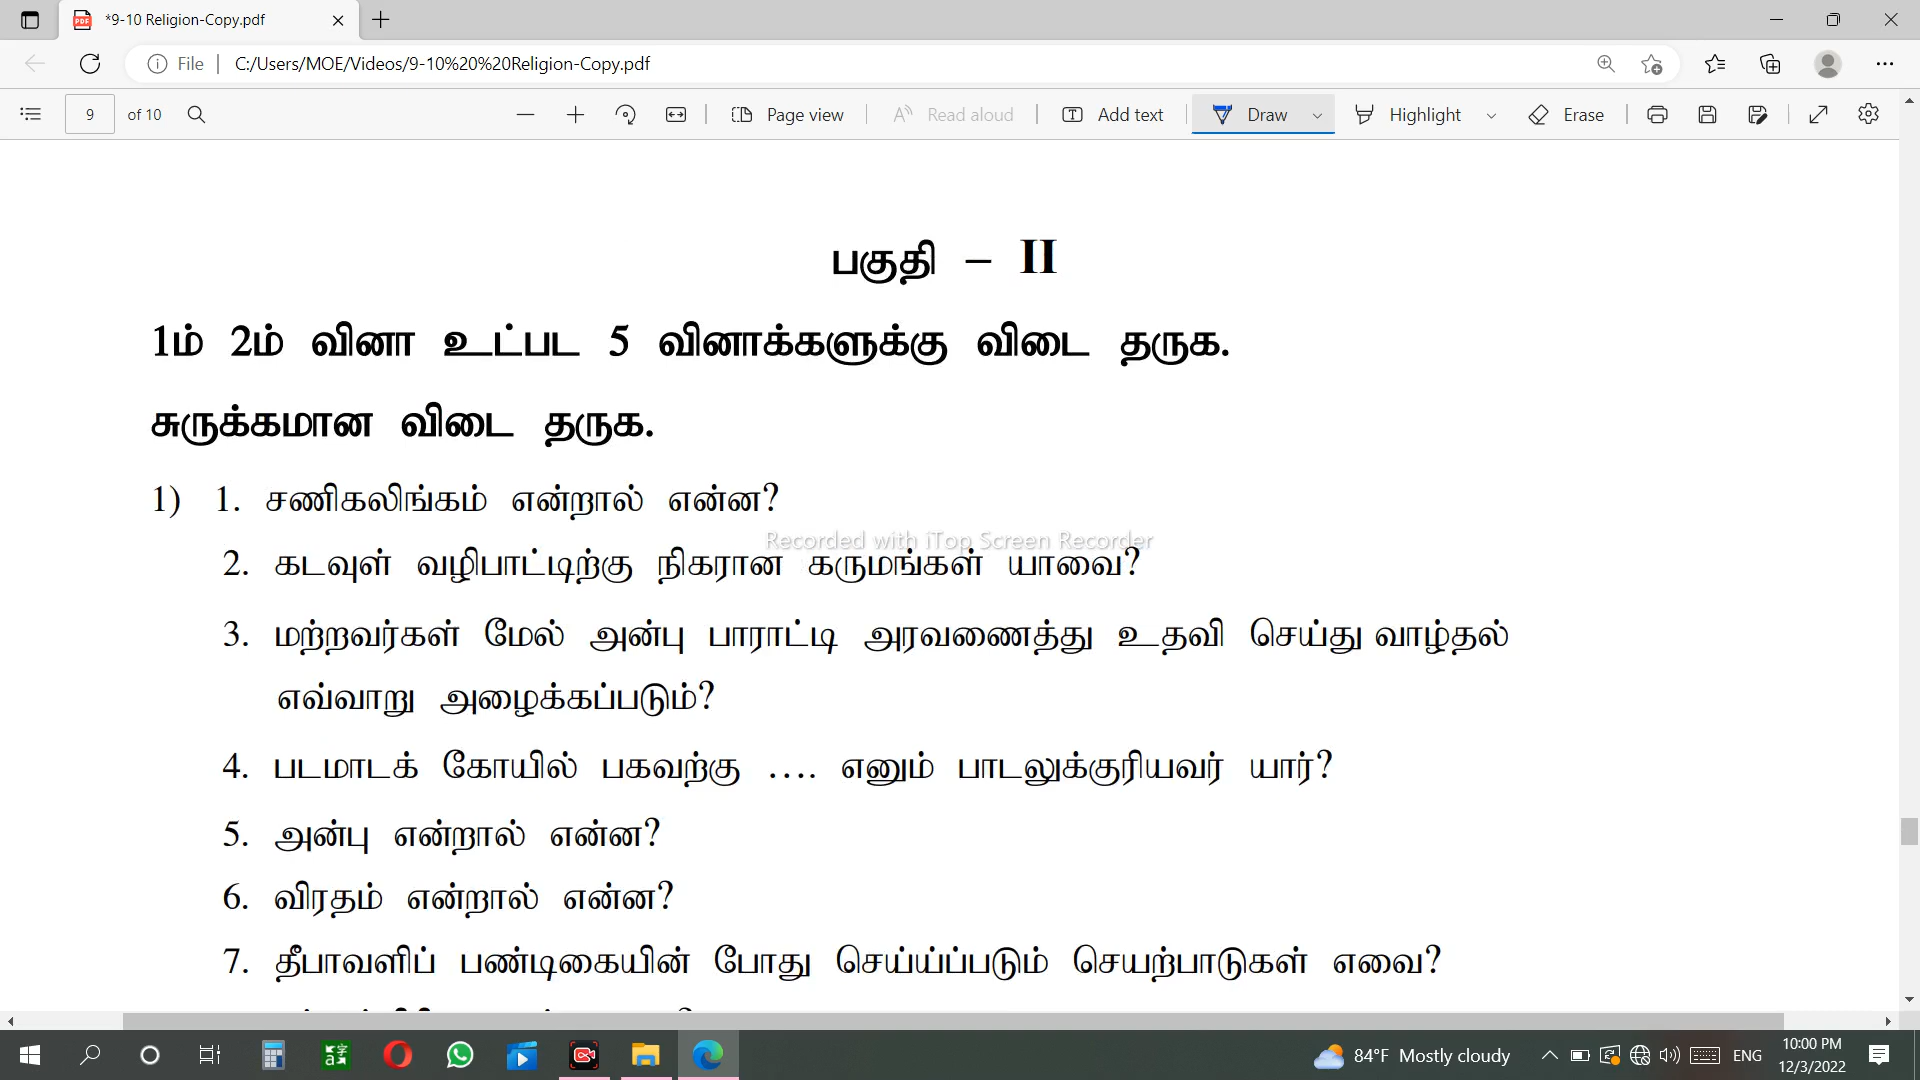 *9-10 Religion-Copy.pdf
File | C:/Users/MOE/Videos/9-10%20%20Religion-Copy.pdf
9 of 10 Page view Read aloud Add text Draw Highlight Erase
பகுதி – II
1ம் 2ம் வினா உட்பட 5 வினாக்களுக்கு விடை தருக.
சுருக்கமான விடை தருக.
1) 1. சணிகலிங்கம் என்றால் என்ன?
Recorded with iTop Screen Recorder
2. கடவுள் வழிபாட்டிற்கு நிகரான கருமங்கள் யாவை?
3. மற்றவர்கள் மேல் அன்பு பாராட்டி அரவணைத்து உதவி செய்து வாழ்தல்
எவ்வாறு அழைக்கப்படும்?
4. படமாடக் கோயில் பகவற்கு .... எனும் பாடலுக்குரியவர் யார்?
5. அன்பு என்றால் என்ன?
6. விரதம் என்றால் என்ன?
7. தீபாவளிப் பண்டிகையின் போது செய்ய்ப்படும் செயற்பாடுகள் எவை?
84°F Mostly cloudy ENG 10:00 PM
12/3/2022